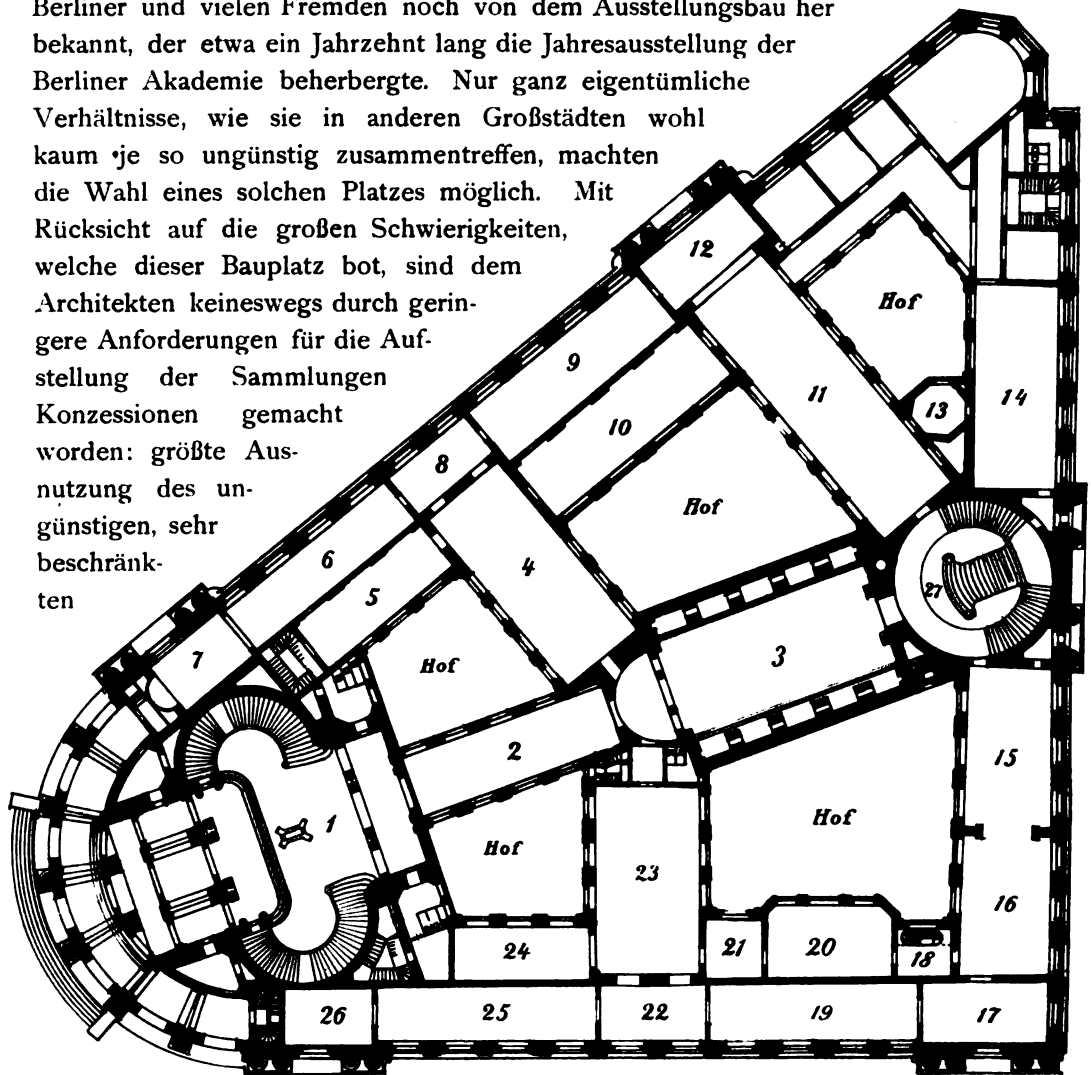 Berliner und vielen Fremden noch von dem Ausstellungsbau her
bekannt, der etwa ein Jahrzehnt lang die Jahresausstellung der
Berliner Akademie beherbergte. Nur ganz eigentümliche
Verhältnisse, wie sie in anderen Großstädten wohl
kaum je so ungünstig zusammentreffen, machten
die Wahl eines solchen Platzes möglich. Mit
Rücksicht auf die großen Schwierigkeiten,
welche dieser Bauplatz bot, sind dem
Architekten keineswegs durch gerin-
gere Anforderungen für die Auf-
stellung der Sammlungen
Konzessionen gemacht
worden: größte Aus-
nutzung des un-
günstigen, sehr
beschränk-
ten
12
Hof
9
11
13
14
10
8
Hof
6
4
5
27
7
Hof
3
2
15
1
Hof
Hof
23
16
24
21
20
18
26
25
22
19
17